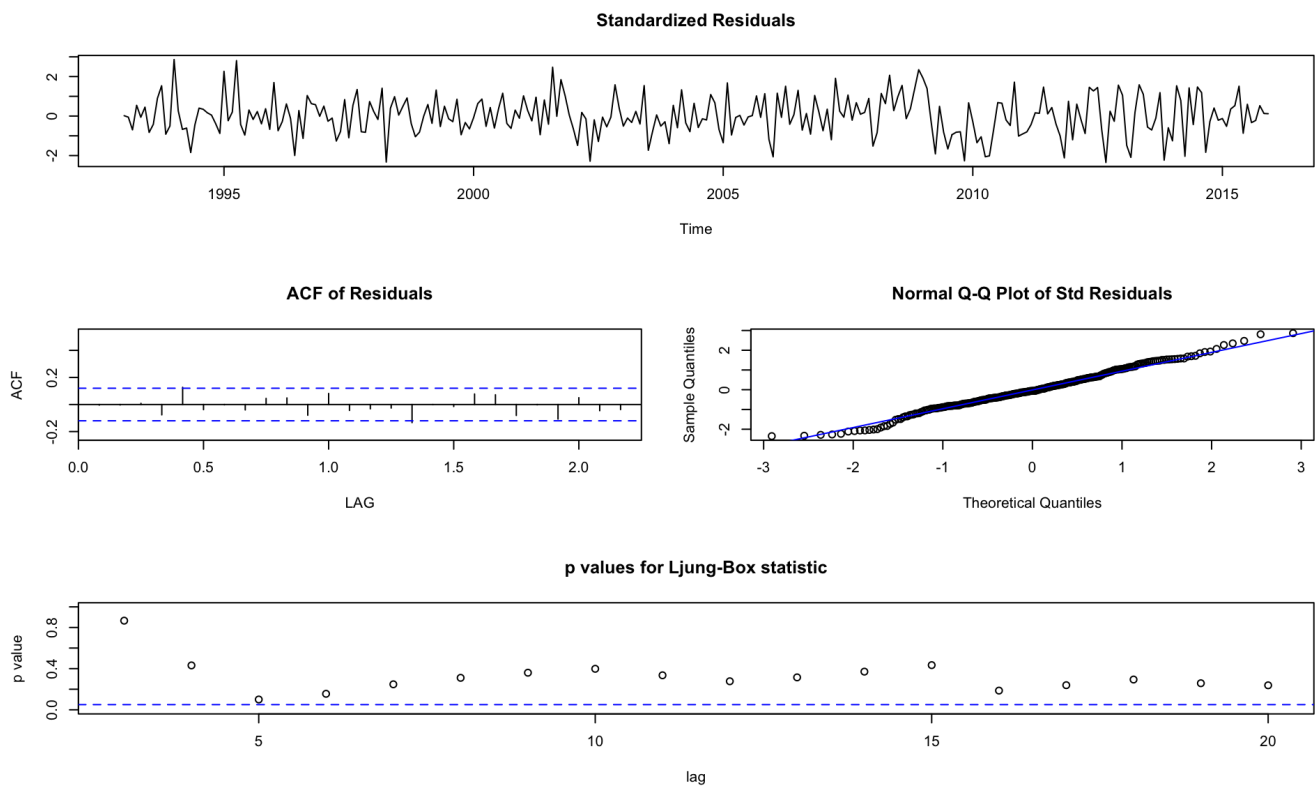 Standardized Residuals
2
0
-2
1995 2000 2005 2010 2015
Time
ACF of Residuals
ACF
0.2
-0.2
0.0 0.5 1.0 1.5 2.0
LAG
Normal Q-Q Plot of Std Residuals
Sample Quantiles
2
0
-2
-3 -2 -1 0 1 2 3
Theoretical Quantiles
p values for Ljung-Box statistic
p value
0.8
0.4
0.0
5 10 15 20
lag